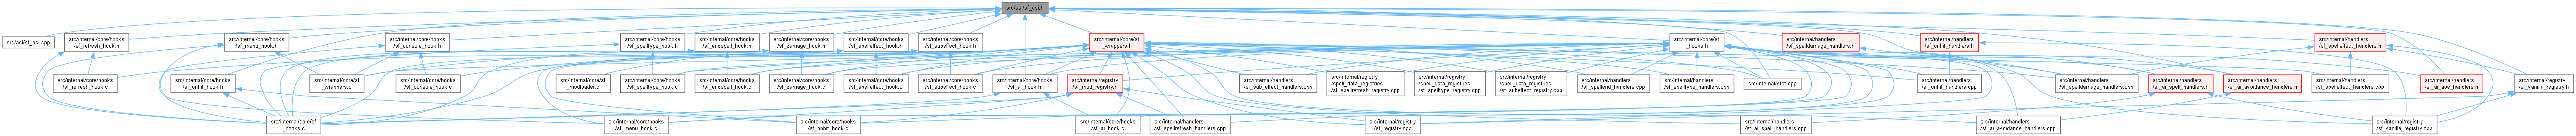 src/asi/sf_asi.h
src/asi/sf_asi.cpp
src/internal/core/hooks
/sf_refresh_hook.h
src/internal/core/hooks
/sf_menu_hook.h
src/internal/core/hooks
/sf_console_hook.h
src/internal/core/hooks
/sf_spelltype_hook.h
src/internal/core/hooks
/sf_endspell_hook.h
src/internal/core/hooks
/sf_damage_hook.h
src/internal/core/hooks
/sf_spelleffect_hook.h
src/internal/core/hooks
/sf_subeffect_hook.h
src/internal/core/sf
_wrappers.h
src/internal/core/sf
_hooks.h
src/internal/handlers
/sf_spelldamage_handlers.h
src/internal/handlers
/sf_onhit_handlers.h
src/internal/handlers
/sf_spelleffect_handlers.h
src/internal/core/hooks
/sf_refresh_hook.c
src/internal/core/hooks
/sf_onhit_hook.h
src/internal/core/sf
_wrappers.c
src/internal/core/hooks
/sf_console_hook.c
src/internal/core/sf
_modloader.c
src/internal/core/hooks
/sf_spelltype_hook.c
src/internal/core/hooks
/sf_endspell_hook.c
src/internal/core/hooks
/sf_damage_hook.c
src/internal/core/hooks
/sf_spelleffect_hook.c
src/internal/core/hooks
/sf_subeffect_hook.c
src/internal/core/hooks
/sf_ai_hook.h
src/internal/registry
/sf_mod_registry.h
src/internal/handlers
/sf_sub_effect_handlers.cpp
src/internal/registry
/spell_data_registries
/sf_spellrefresh_registry.cpp
src/internal/registry
/spell_data_registries
/sf_spelltype_registry.cpp
src/internal/registry
/spell_data_registries
/sf_subeffect_registry.cpp
src/internal/handlers
/sf_spellend_handlers.cpp
src/internal/handlers
/sf_spelltype_handlers.cpp
src/internal/test.cpp
src/internal/handlers
/sf_onhit_handlers.cpp
src/internal/handlers
/sf_spelldamage_handlers.cpp
src/internal/handlers
/sf_ai_spell_handlers.h
src/internal/handlers
/sf_ai_avoidance_handlers.h
src/internal/handlers
/sf_spelleffect_handlers.cpp
src/internal/handlers
/sf_ai_aoe_handlers.h
src/internal/registry
/sf_vanilla_registry.h
src/internal/core/sf
_hooks.c
src/internal/core/hooks
/sf_menu_hook.c
src/internal/core/hooks
/sf_onhit_hook.c
src/internal/core/hooks
/sf_ai_hook.c
src/internal/handlers
/sf_spellrefresh_handlers.cpp
src/internal/registry
/sf_registry.cpp
src/internal/handlers
/sf_ai_spell_handlers.cpp
src/internal/handlers
/sf_ai_avoidance_handlers.cpp
src/internal/registry
/sf_vanilla_registry.cpp